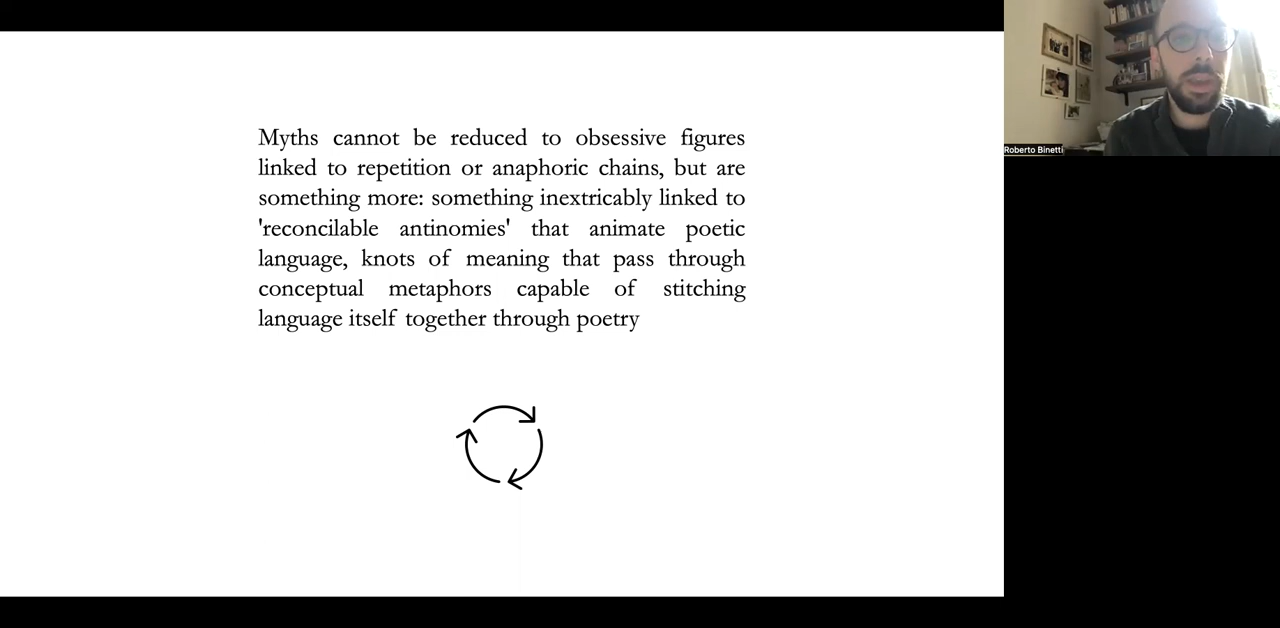 Myths cannot be reduced to obsessive figures
linked to repetition or anaphoric chains, but are
something more: something inextricably linked to
'reconcilable antinomies' that animate poetic
language, knots of meaning that pass through
conceptual metaphors capable of stitching
language itself together through poetry
Roberto Binetti